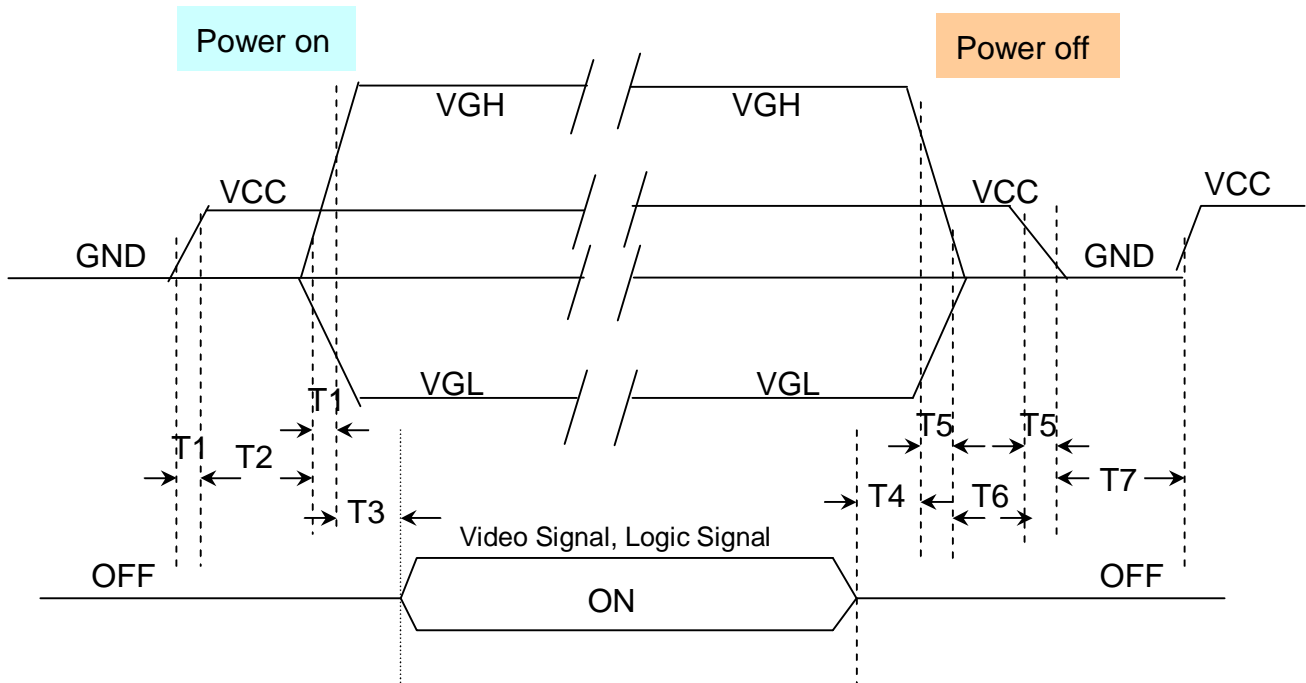 Power on
Power off
VGH
VGH
VCC
VCC
VCC
GND
GND
VGL
VGL
T1
T5
T5
T1
T2
T7
T3
T4
T6
Video Signal, Logic Signal
OFF
OFF
ON